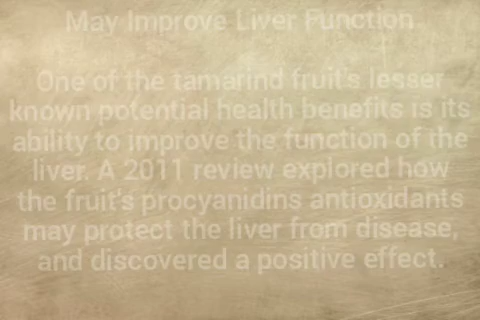 May Improve Liver Function
One of the tamarind fruit's lesser
known potential health benefits is its
ability to improve the function of the
liver. A 2011 review explored how
the fruit's procyanidins antioxidants
may protect the liver from disease,
and discovered a positive effect.